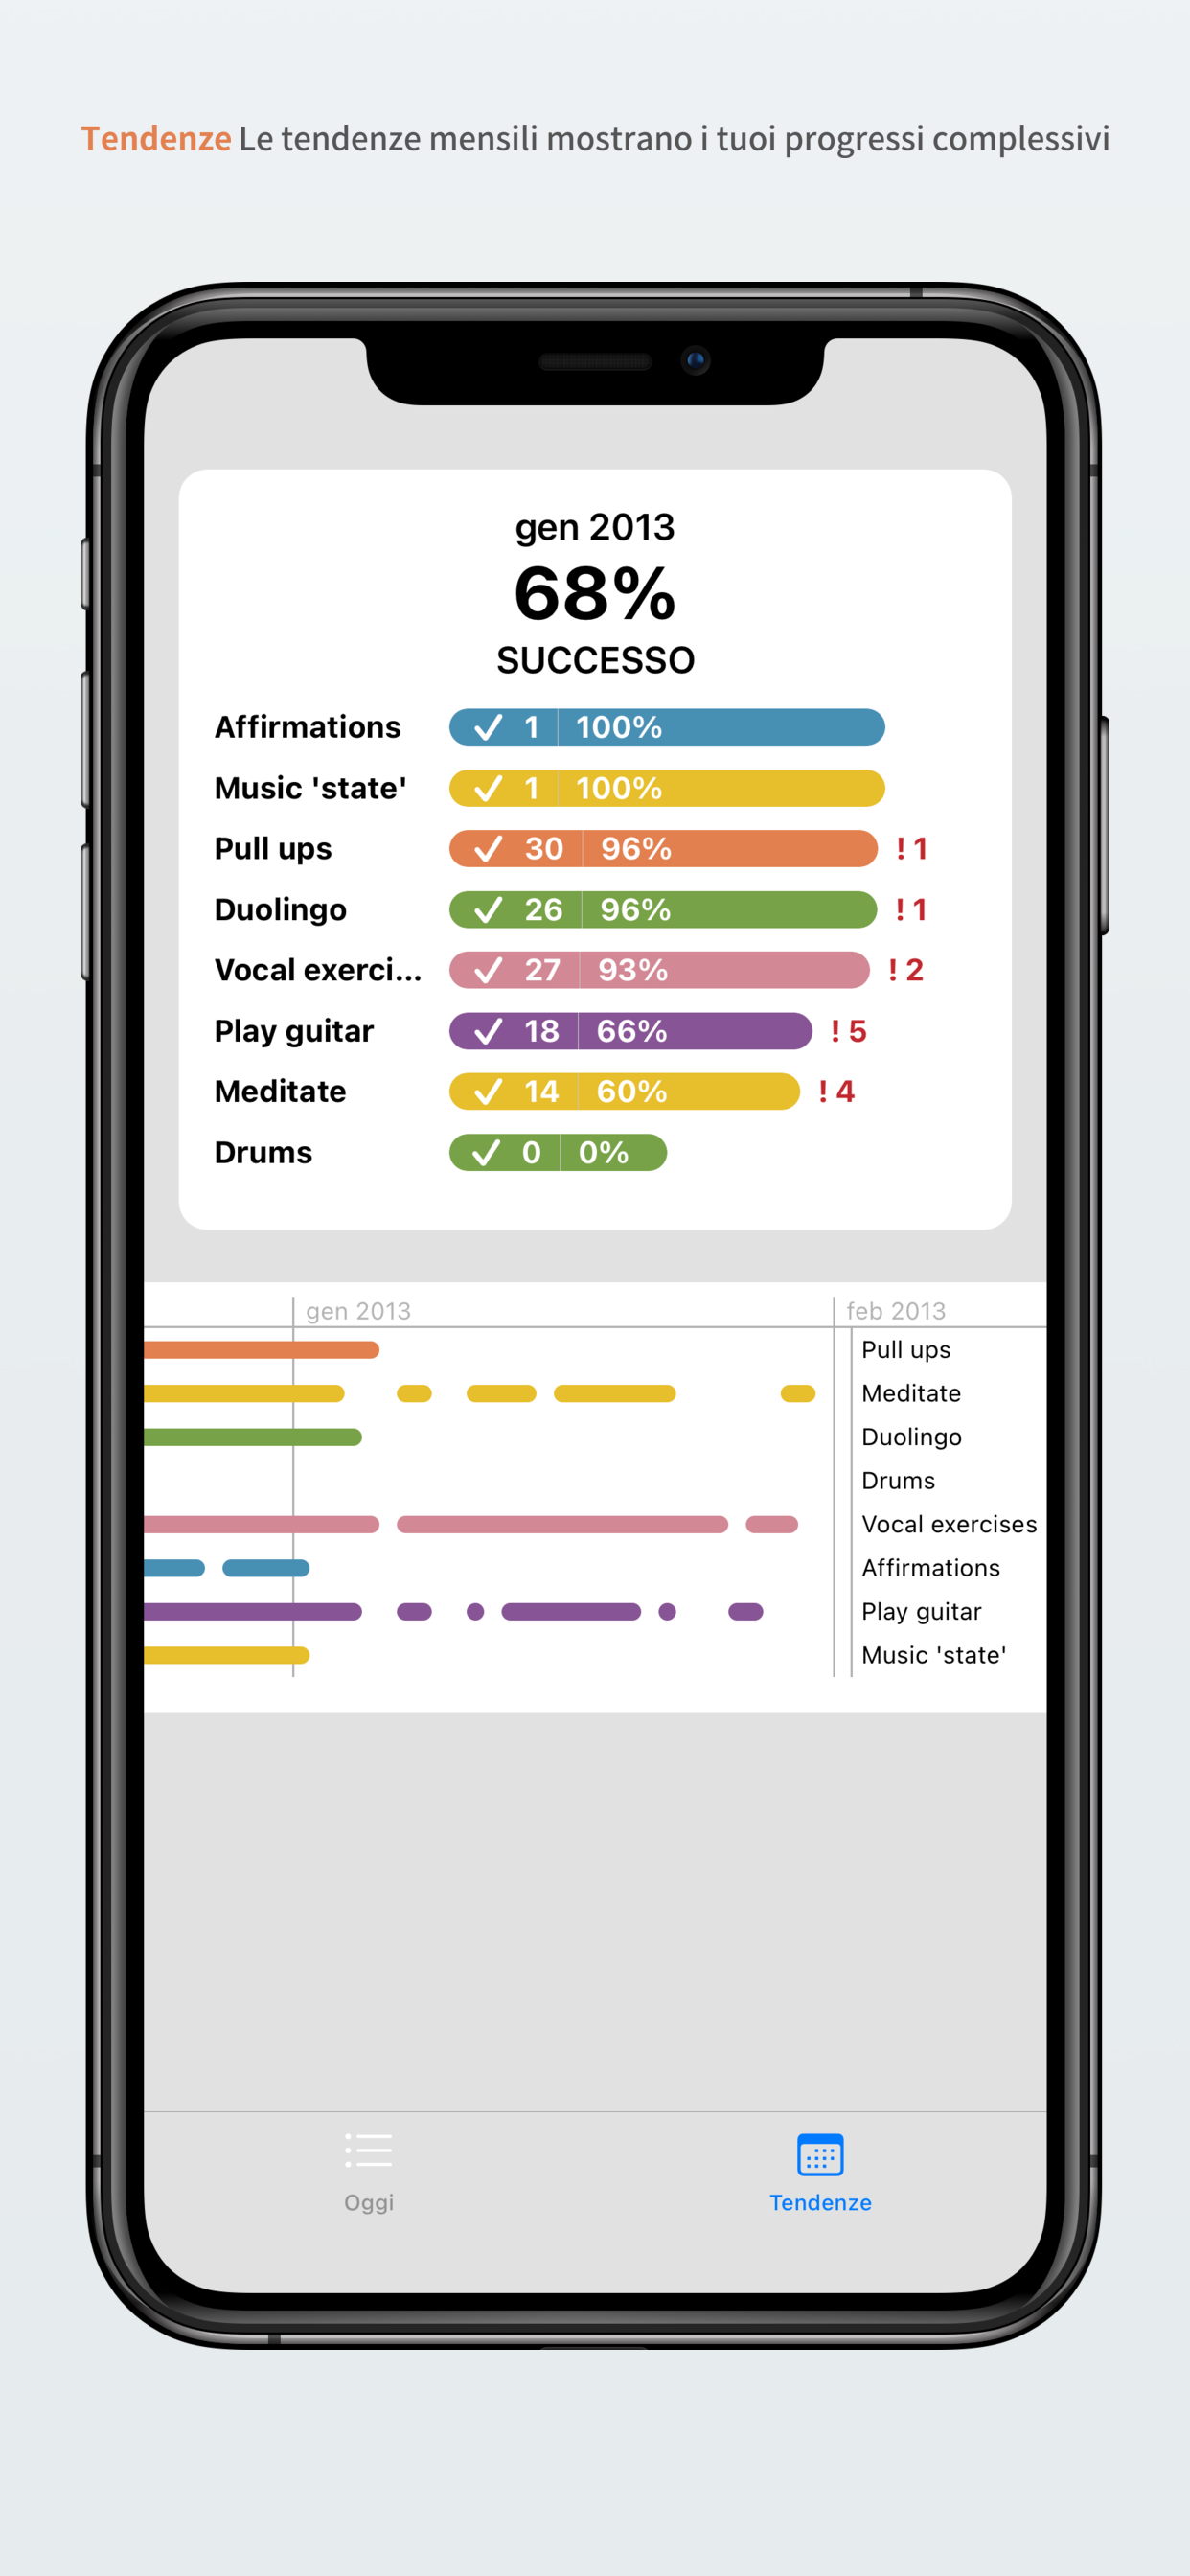 Tendenze Le tendenze mensili mostrano i tuoi progressi complessivi
gen 2013
68%
SUCCESSO
Affirmations ✓ 1 100%
Music 'state' ✓ 1 100%
Pull ups ✓ 30 96% ! 1
Duolingo ✓ 26 96% ! 1
Vocal exerci... ✓ 27 93% ! 2
Play guitar ✓ 18 66% ! 5
Meditate ✓ 14 60% ! 4
Drums ✓ 0 0%
gen 2013 feb 2013
Pull ups
Meditate
Duolingo
Drums
Vocal exercises
Affirmations
Play guitar
Music 'state'
Oggi Tendenze